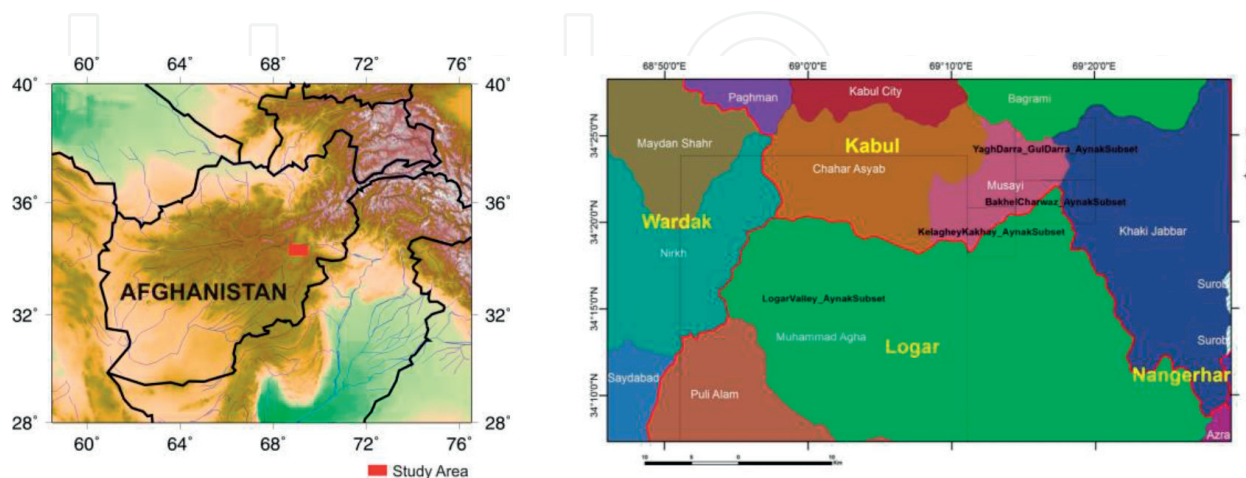 60° 64° 68° 72° 76°
40° 40°
36° 36°
32° 32°
28° 28°
AFGHANISTAN
60° 64° 68° 72° 76°
Study Area
68°50'0"E 69°0'0"E 69°10'0"E 69°20'0"E
34°25'0"N
34°20'0"N
34°15'0"N
34°10'0"N
Paghman
Kabul City
Bagrami
Maydan Shahr
Kabul
YaghDarra_GulDarra_AynakSubset
Chahar Asyab
Musayi
BakhelCharwaz_AynakSubset
Wardak
KelagheyKakhay_AynakSubset
Khaki Jabbar
Nirkh
Surob
LogarValley_AynakSubset
Muhammad Agha
Logar
Surob
Saydabad
Nangerhar
Puli Alam
Azra